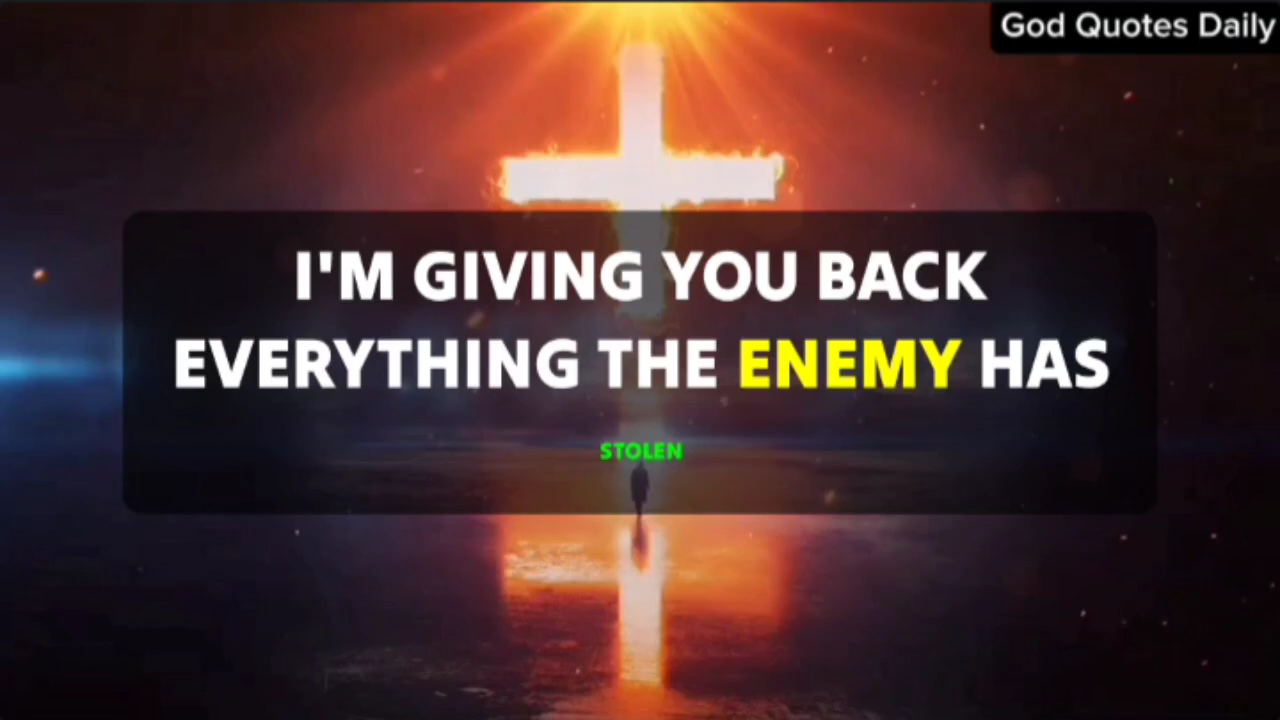 God Quotes Daily
I'M GIVING YOU BACK
EVERYTHING THE ENEMY HAS
STOLEN